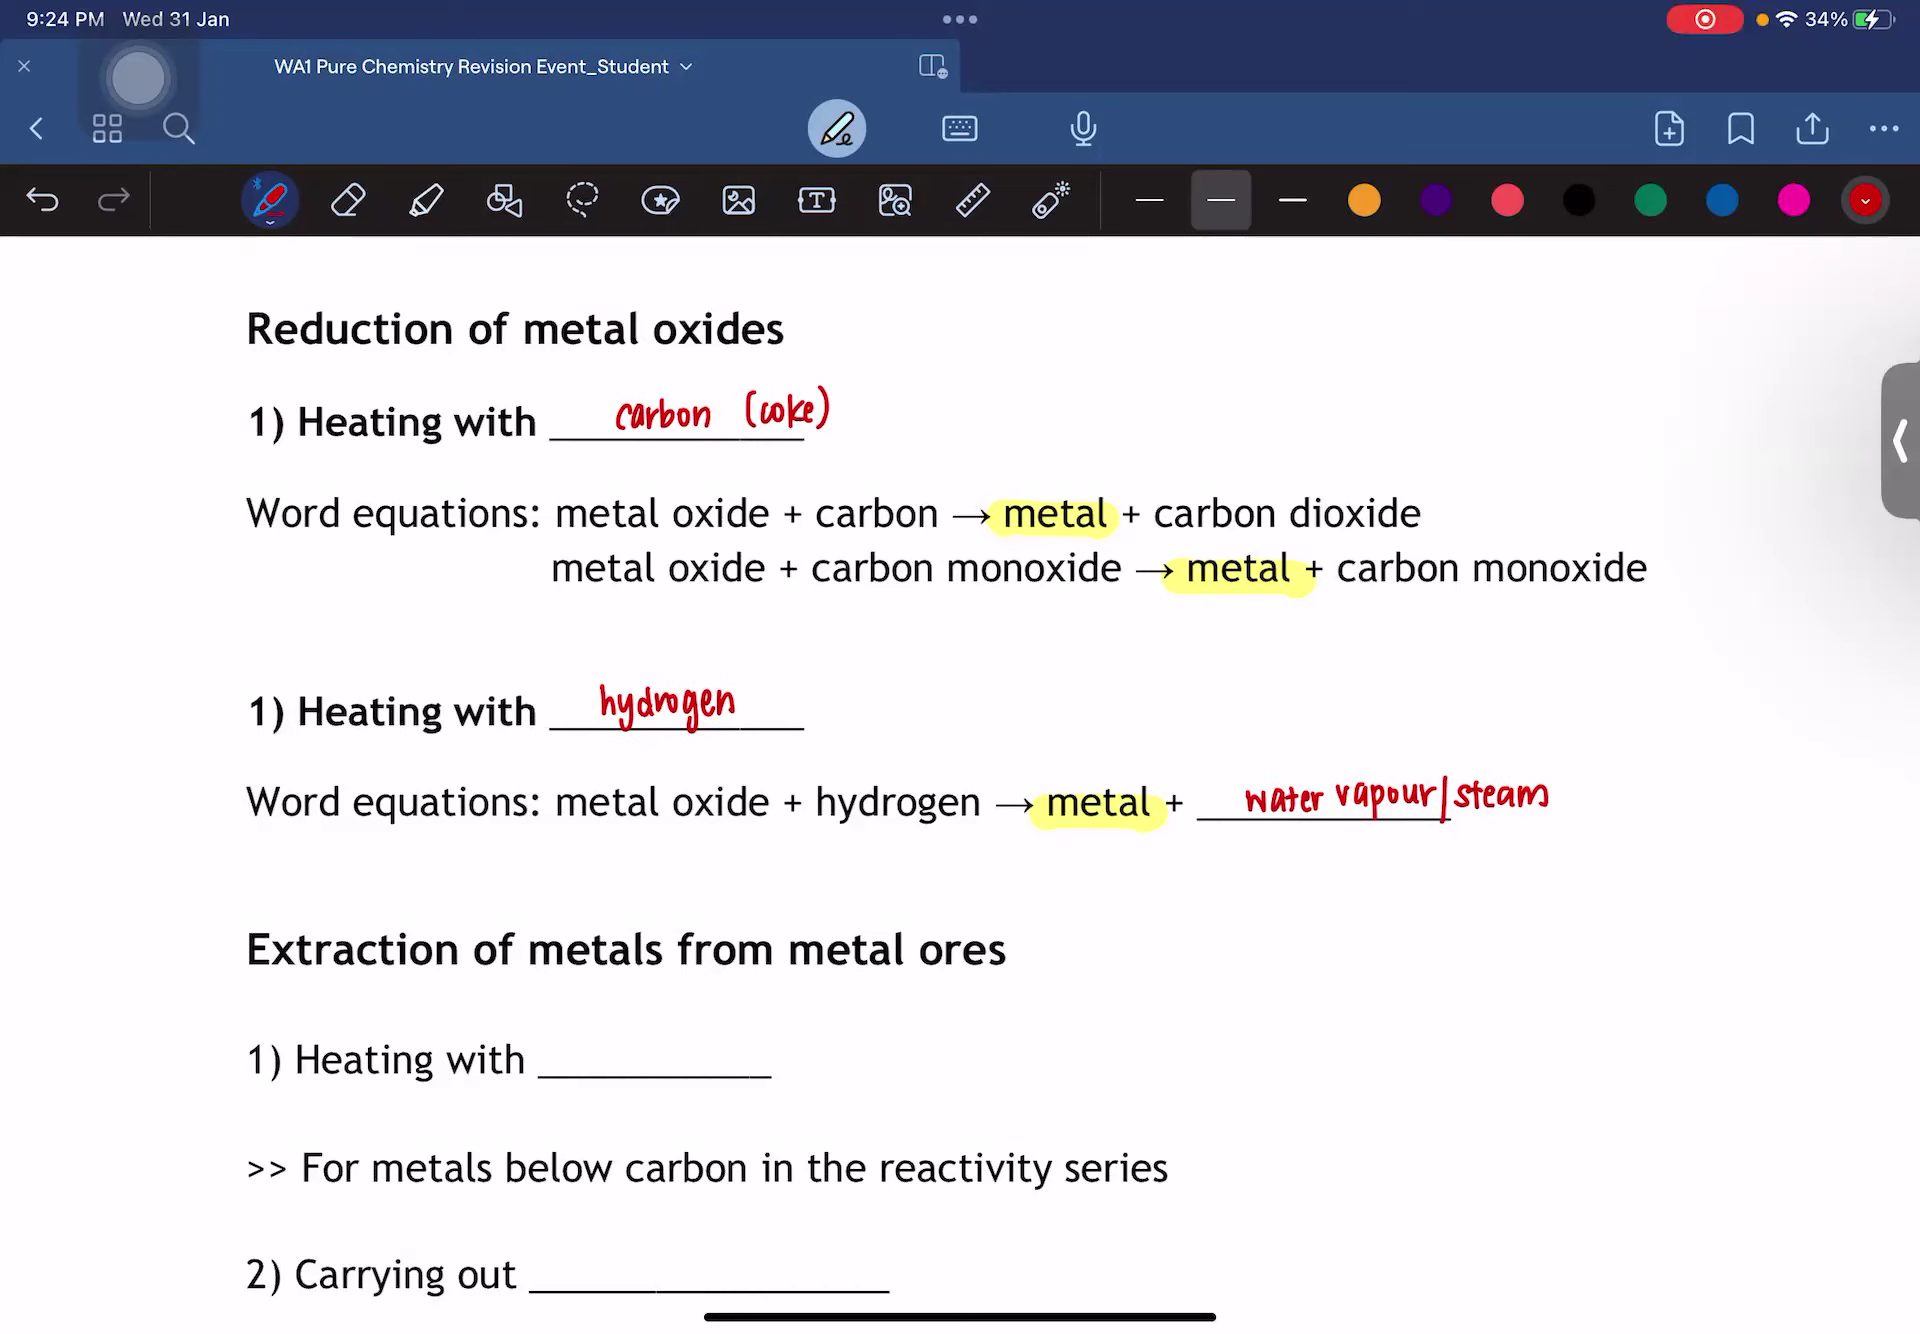 9:24 PM Wed 31 Jan
34%
WA1 Pure Chemistry Revision Event_Student
Reduction of metal oxides
1) Heating with carbon (coke)
Word equations: metal oxide + carbon → metal + carbon dioxide
metal oxide + carbon monoxide → metal + carbon monoxide
1) Heating with hydrogen
Word equations: metal oxide + hydrogen → metal + water vapour/steam
Extraction of metals from metal ores
1) Heating with ___________
>> For metals below carbon in the reactivity series
2) Carrying out _________________